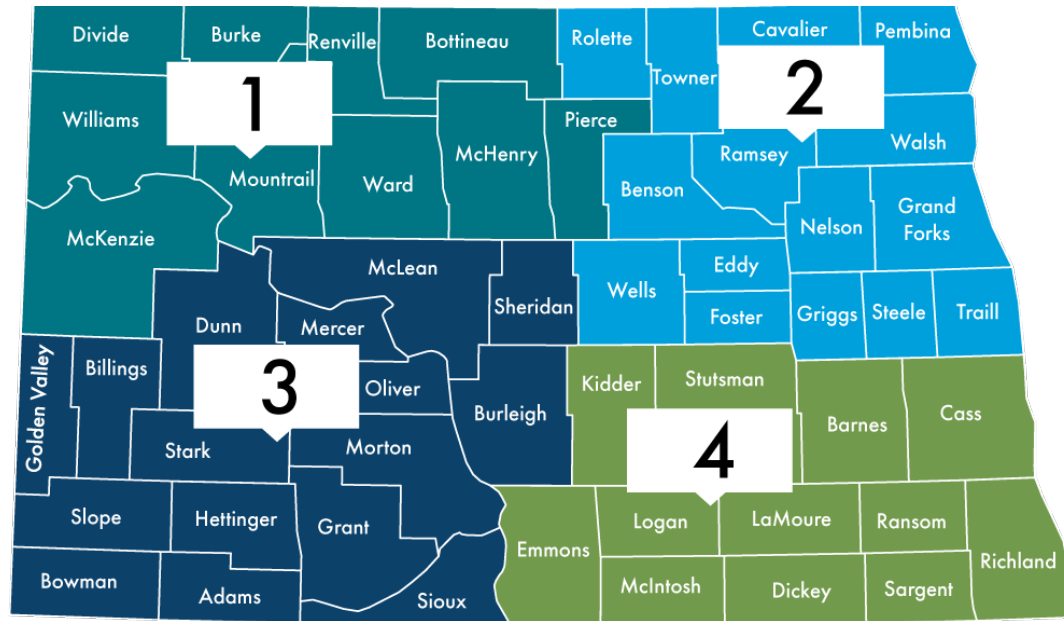 Divide
Burke
Renville
Bottineau
Rolette
Towner
Cavalier
Pembina
1
2
Williams
Mountrail
Ward
McHenry
Pierce
Benson
Ramsey
Walsh
McKenzie
Nelson
Grand
Forks
McLean
Sheridan
Wells
Eddy
Foster
Griggs
Steele
Traill
Dunn
Mercer
Golden Valley
Billings
3
Oliver
Burleigh
Kidder
Stutsman
Barnes
Cass
Stark
Morton
4
Slope
Hettinger
Grant
Emmons
Logan
LaMoure
Ransom
Richland
Bowman
Adams
Sioux
McIntosh
Dickey
Sargent